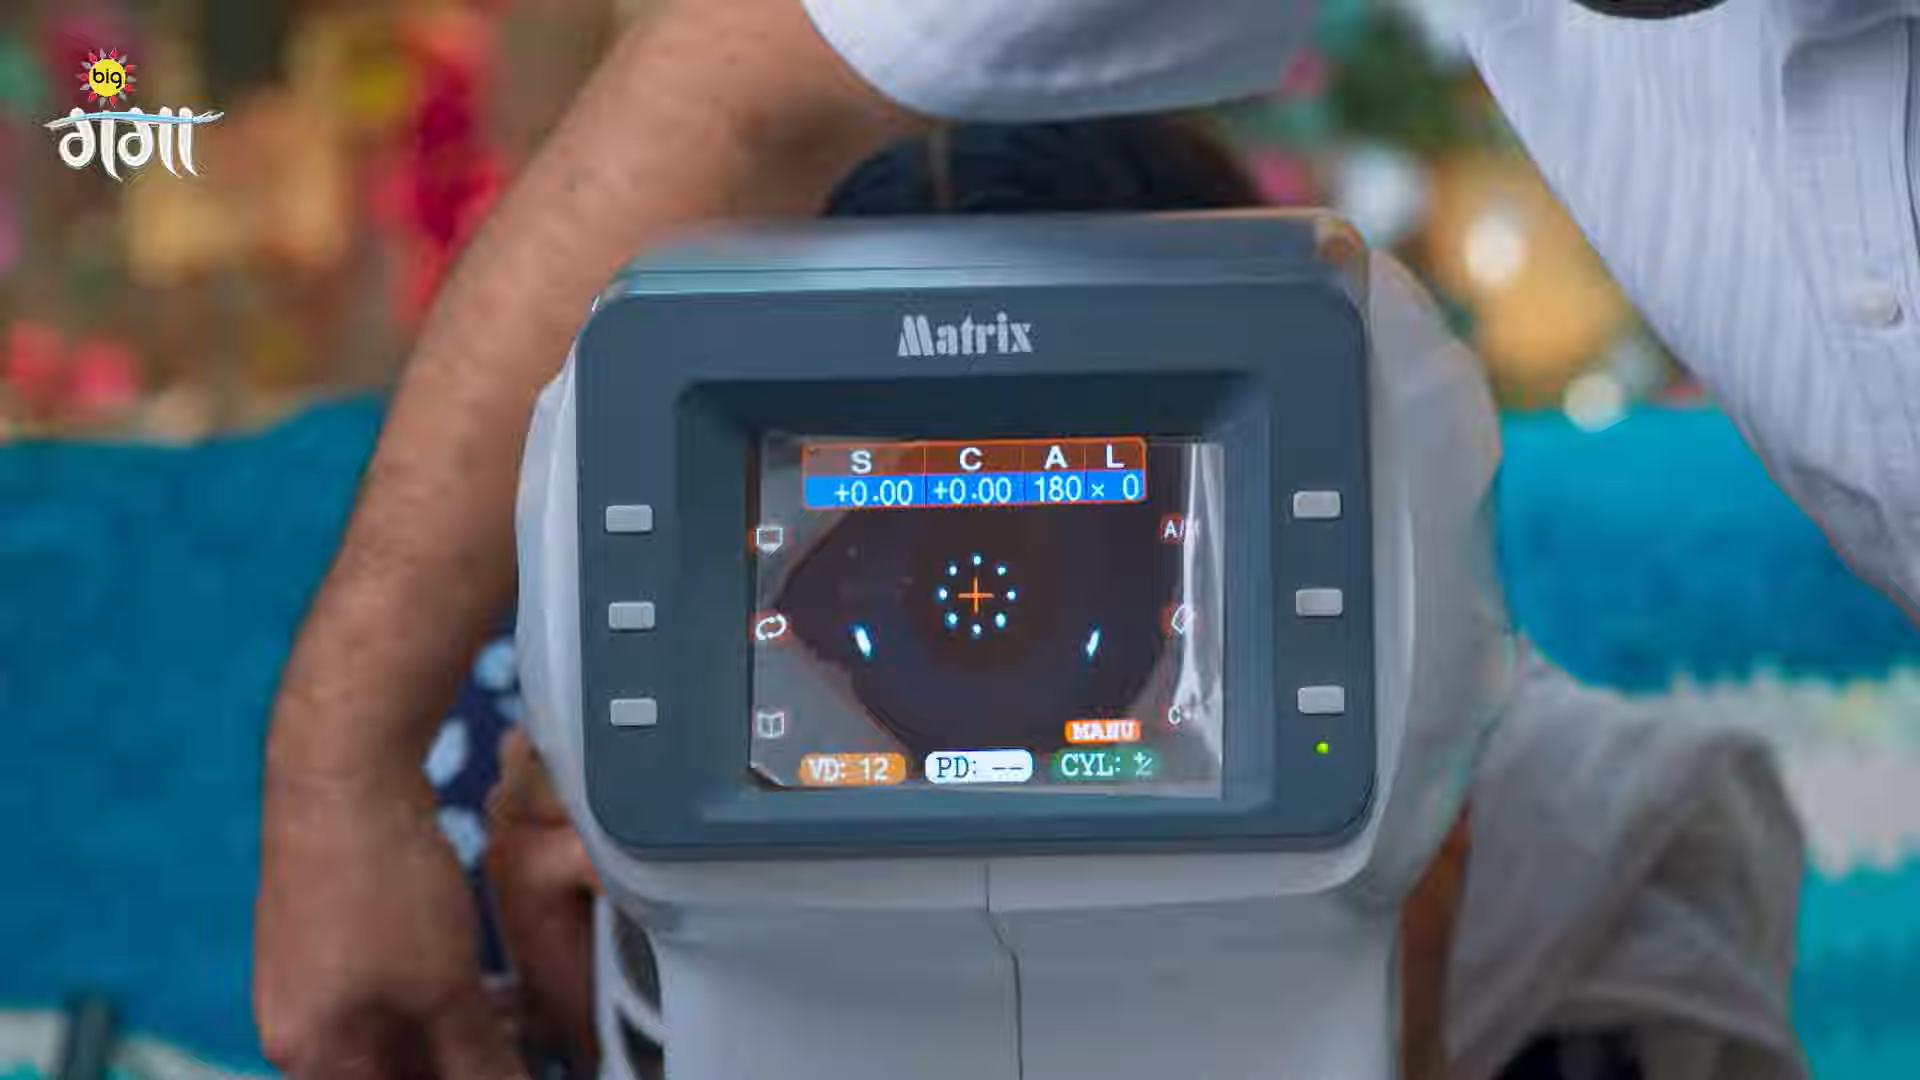 big
गंगा
Matrix
S C A L
+0.00 +0.00 180 × 0
MANU
VD: 12 PD: -- CYL: ±